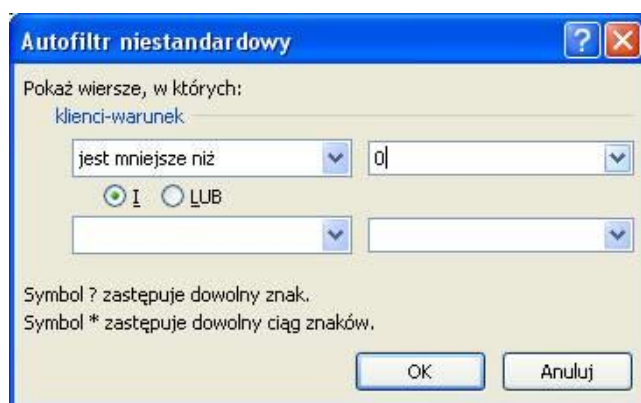 Autofiltr niestandardowy
Pokaż wiersze, w których:
klienci-warunek
jest mniejsze niż 0
I LUB
Symbol ? zastępuje dowolny znak.
Symbol * zastępuje dowolny ciąg znaków.
OK Anuluj